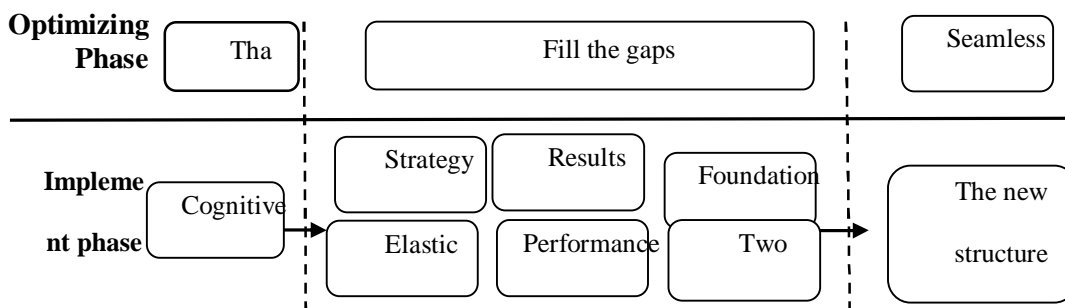 Optimizing
Phase
Tha
Fill the gaps
Seamless
Impleme
nt phase
Cognitive
Strategy
Results
Foundation
Elastic
Performance
Two
The new
structure